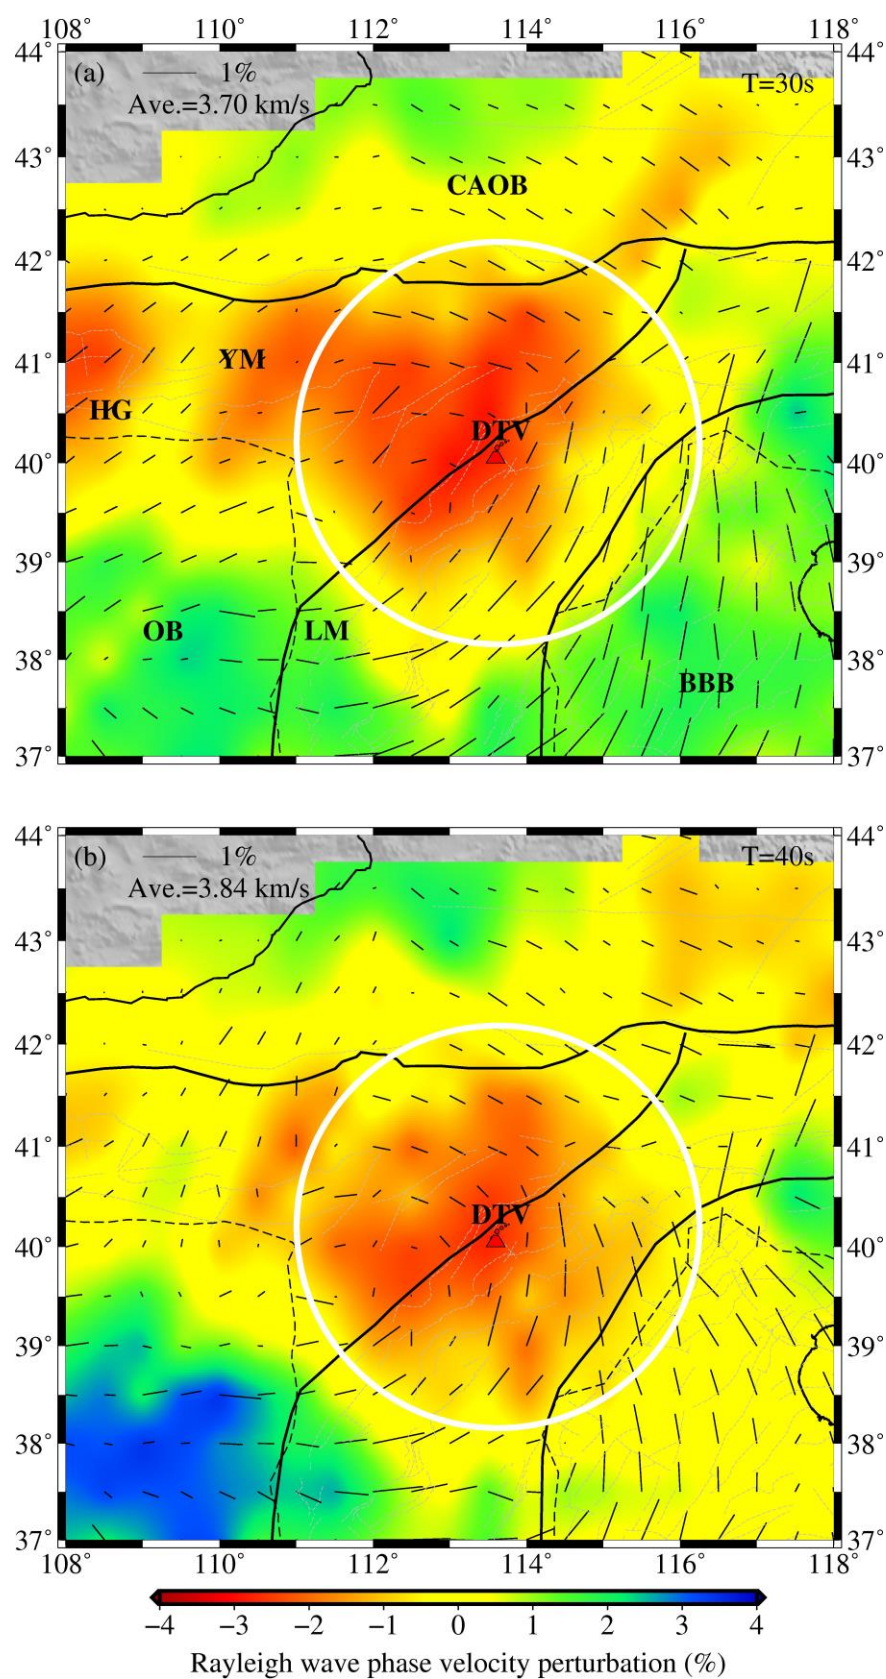 108° 110° 112° 114° 116° 118°
44° 44°
(a) 1% T=30s
Ave.=3.70 km/s
43° 43°
CAOB
42° 42°
41° YM 41°
HG
DTV
40° 40°
39° 39°
OB LM
38° 38°
BBB
37° 37°
44° 44°
(b) 1% T=40s
Ave.=3.84 km/s
43° 43°
42° 42°
41° 41°
DTV
40° 40°
39° 39°
38° 38°
37° 37°
108° 110° 112° 114° 116° 118°
−4 −3 −2 −1 0 1 2 3 4
Rayleigh wave phase velocity perturbation (%)